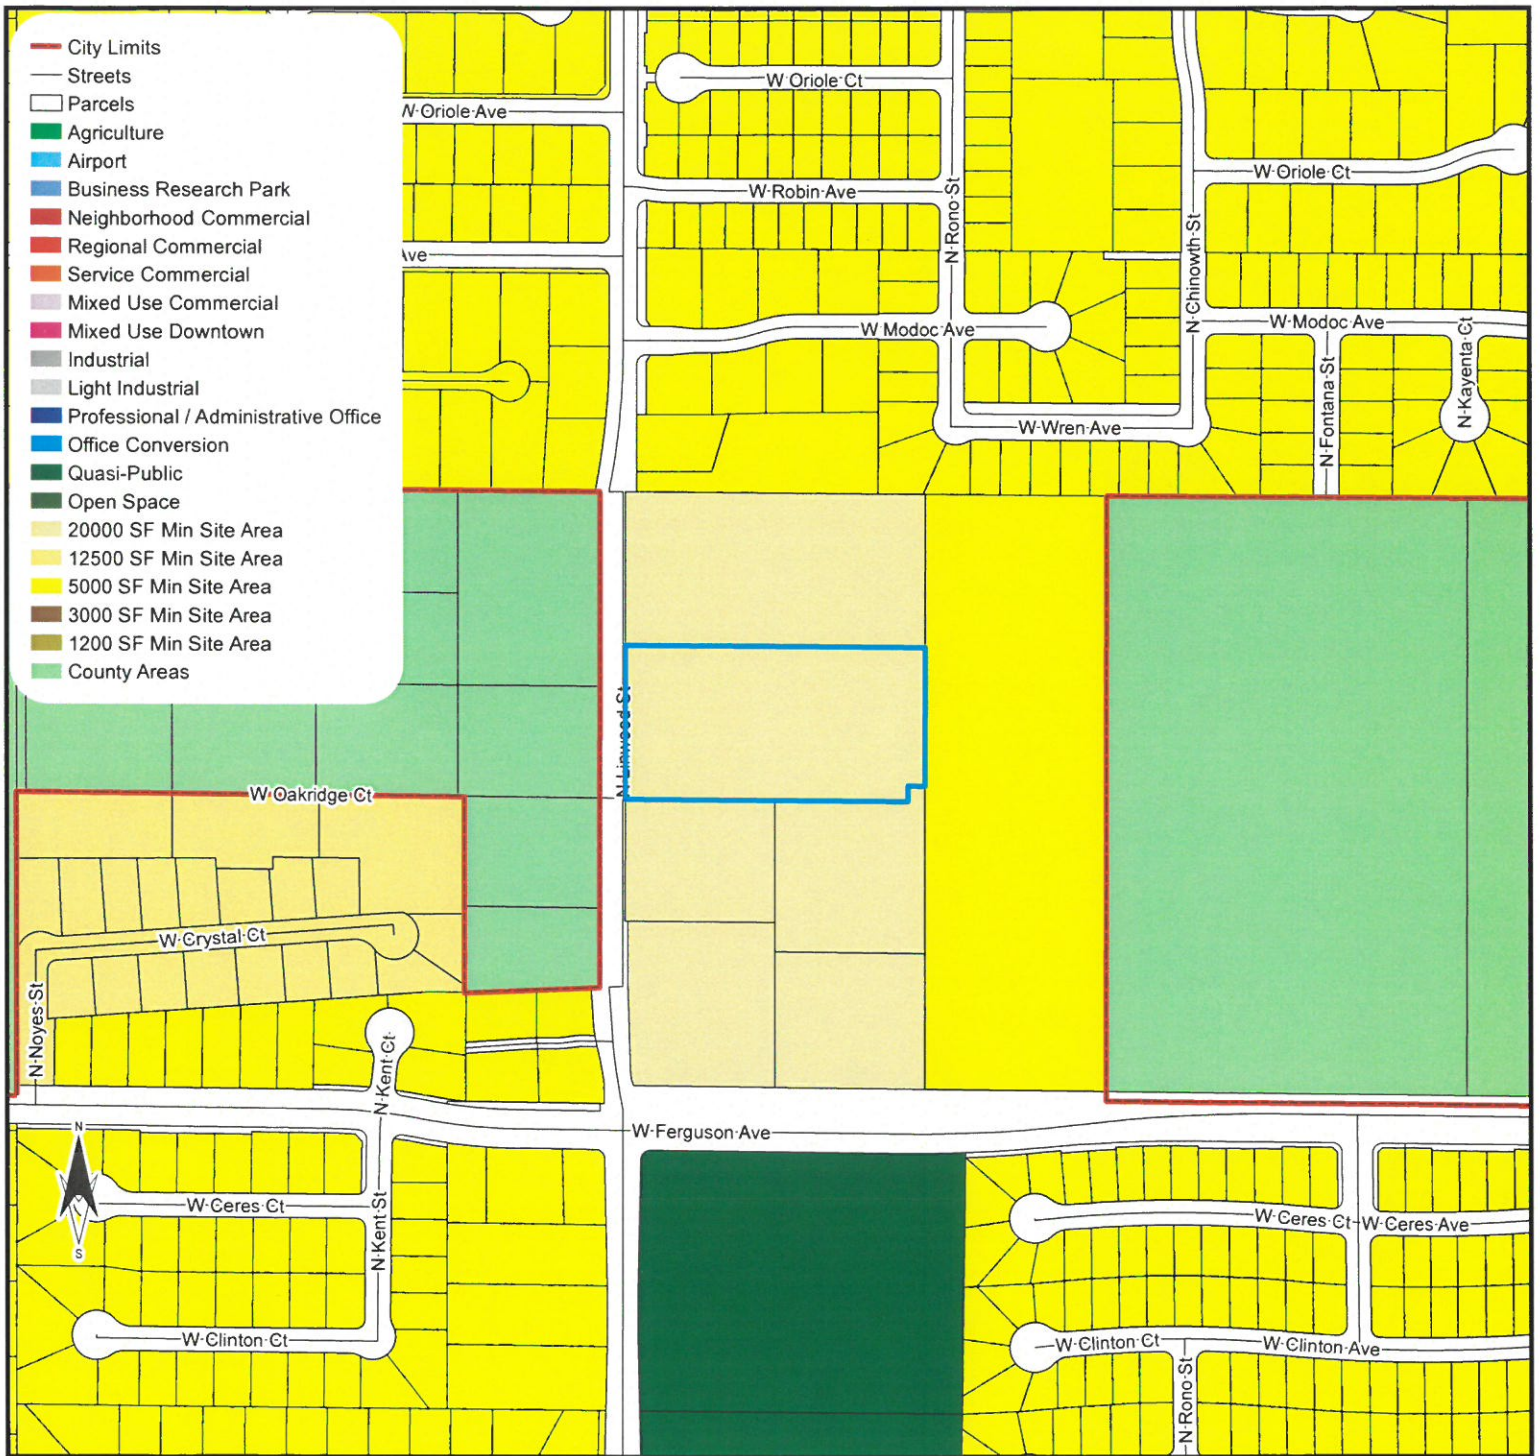 City Limits
Streets
Parcels
Agriculture
Airport
Business Research Park
Neighborhood Commercial
Regional Commercial
Service Commercial
Mixed Use Commercial
Mixed Use Downtown
Industrial
Light Industrial
Professional / Administrative Office
Office Conversion
Quasi-Public
Open Space
20000 SF Min Site Area
12500 SF Min Site Area
5000 SF Min Site Area
3000 SF Min Site Area
1200 SF Min Site Area
County Areas
W Oriole Ct
W Oriole Ave
W Robin Ave
W Oriole Ct
N Rono St
N Chinowth St
Ave
W Modoc Ave
W Modoc Ave
N Fontana St
N Kayenta Ct
W Wren Ave
N Linwood St
W Oakridge Ct
W Crystal Ct
N Noyes St
N Kent Ct
W Ferguson Ave
N
S
W Ceres Ct
N Kent St
W Clinton Ct
W Ceres Ct
W Ceres Ave
W Clinton Ct
W Clinton Ave
N Rono St